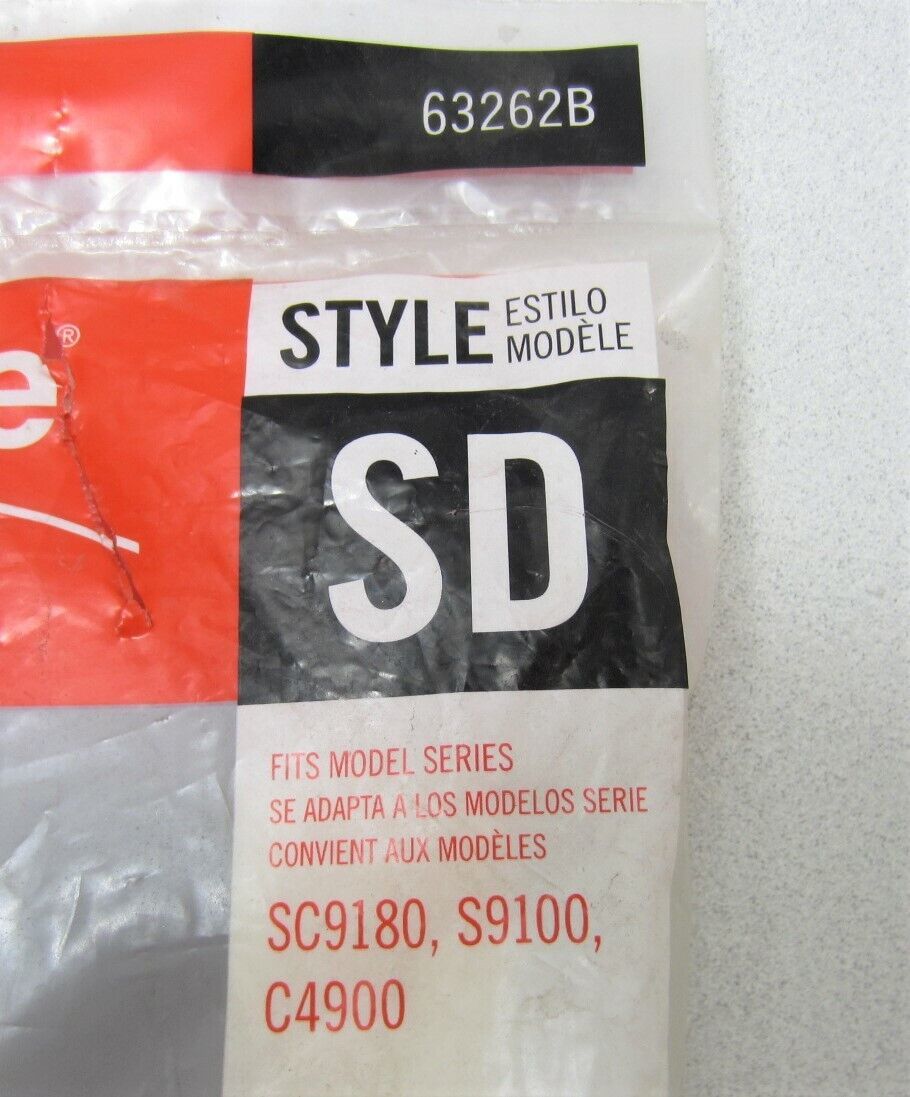 63262B
e®
STYLE ESTILO
MODÈLE
SD
FITS MODEL SERIES
SE ADAPTA A LOS MODELOS SERIE
CONVIENT AUX MODÈLES
SC9180, S9100,
C4900